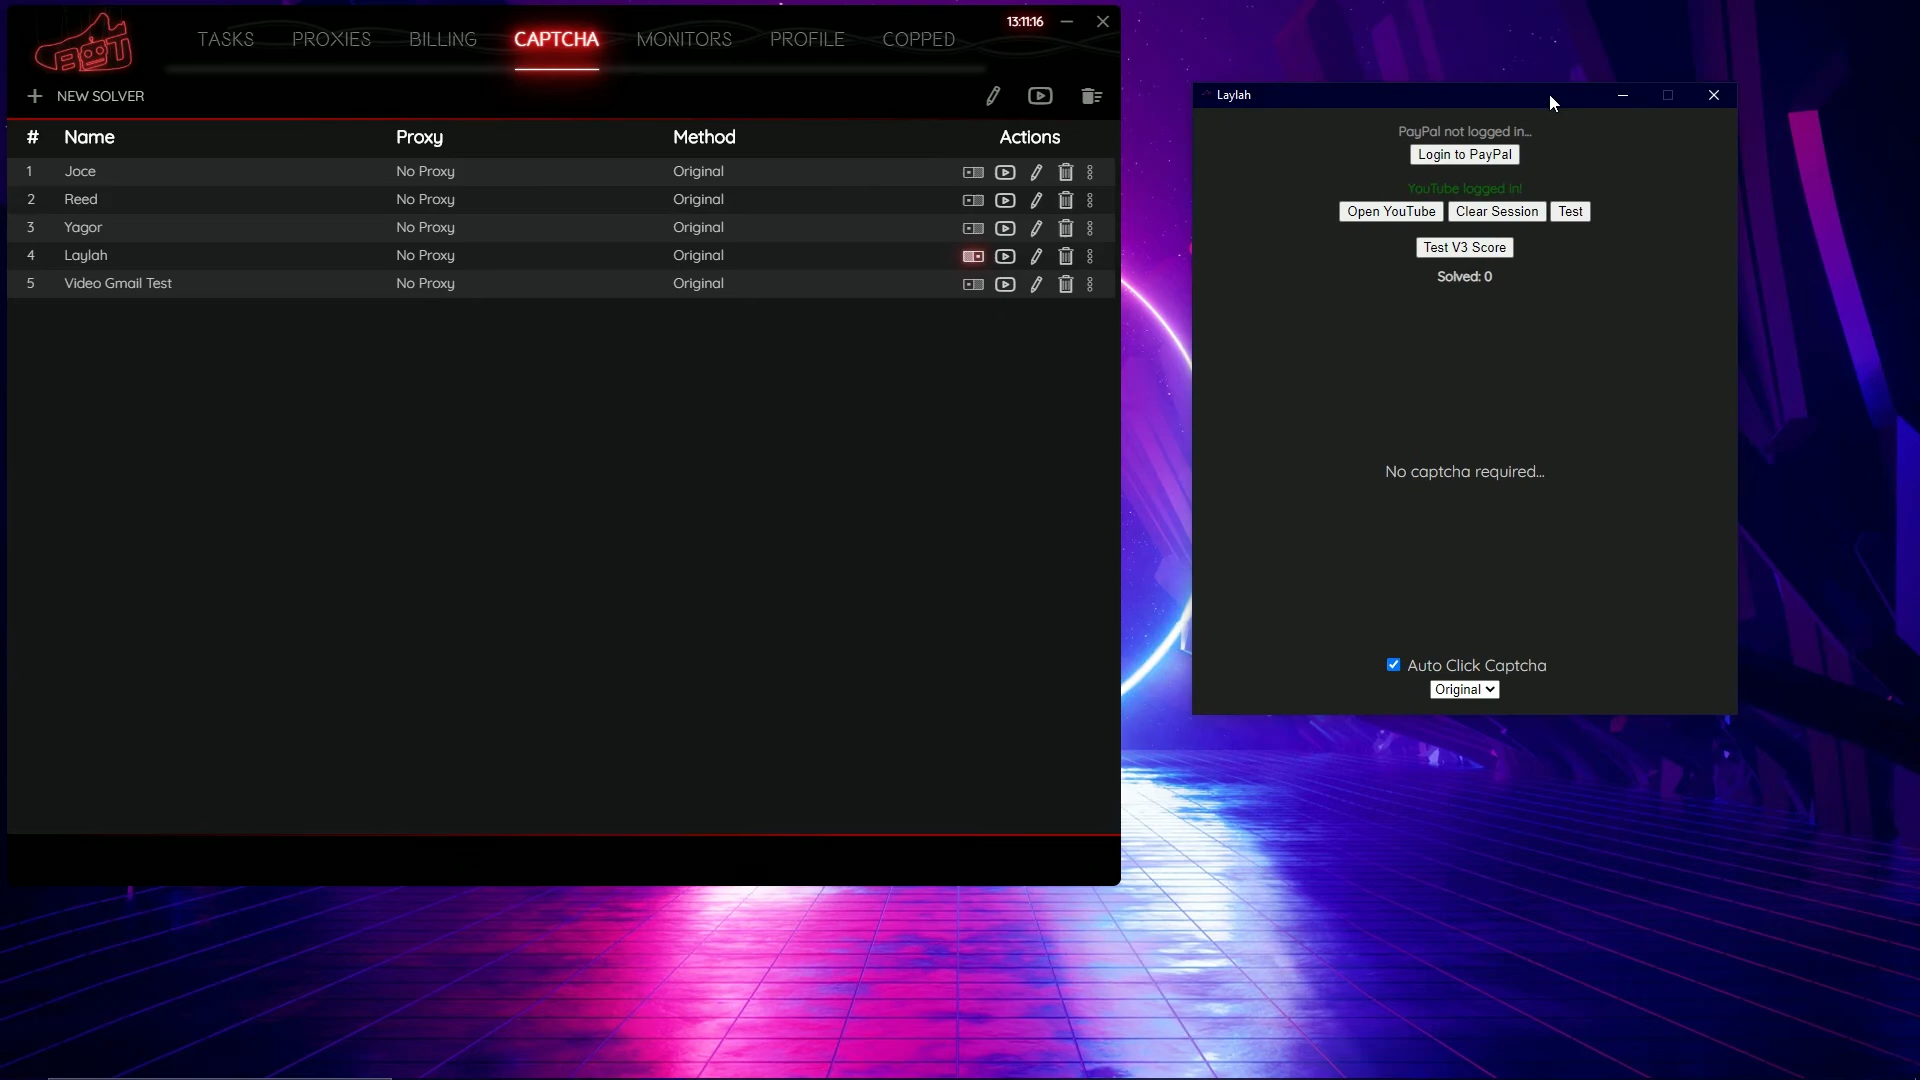 BOT
TASKS PROXIES BILLING CAPTCHA MONITORS PROFILE COPPED
13:11:16
+ NEW SOLVER
# Name Proxy Method Actions
1 Joce No Proxy Original
2 Reed No Proxy Original
3 Yagor No Proxy Original
4 Laylah No Proxy Original
5 Video Gmail Test No Proxy Original
Laylah
PayPal not logged in...
Login to PayPal
YouTube logged in!
Open YouTube Clear Session Test
Test V3 Score
Solved: 0
No captcha required...
Auto Click Captcha
Original